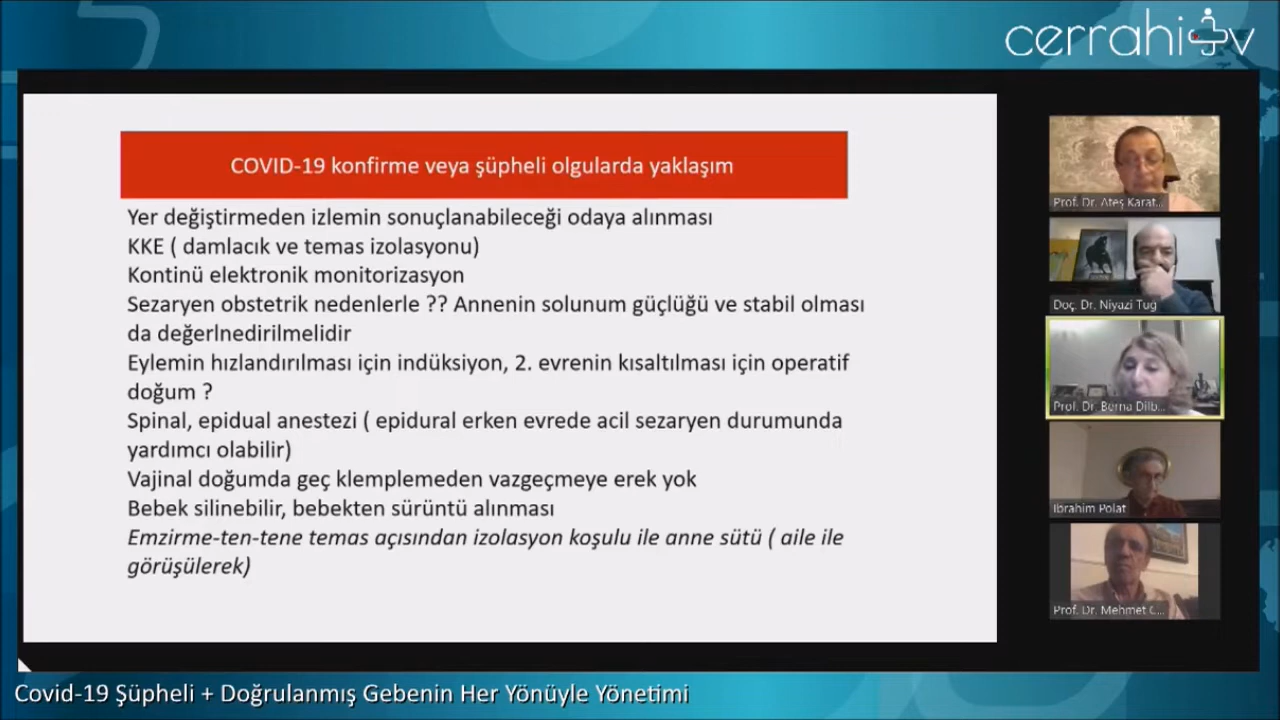 cerrahi tv
COVID-19 konfirme veya şüpheli olgularda yaklaşım
Yer değiştirmeden izlemin sonuçlanabileceği odaya alınması
KKE ( damlacık ve temas izolasyonu)
Kontinü elektronik monitorizasyon
Sezaryen obstetrik nedenlerle ?? Annenin solunum güçlüğü ve stabil olması
da değerlnedirilmelidir
Eylemin hızlandırılması için indüksiyon, 2. evrenin kısaltılması için operatif
doğum ?
Spinal, epidual anestezi ( epidural erken evrede acil sezaryen durumunda
yardımcı olabilir)
Vajinal doğumda geç klemplemeden vazgeçmeye erek yok
Bebek silinebilir, bebekten sürüntü alınması
Emzirme-ten-tene temas açısından izolasyon koşulu ile anne sütü ( aile ile
görüşülerek)
Prof. Dr. Ateş Karat...
Doç. Dr. Niyazi Tug
Prof. Dr. Berna Dilb...
Ibrahim Polat
Prof. Dr. Mehmet C...
Covid-19 Şüpheli + Doğrulanmış Gebenin Her Yönüyle Yönetimi